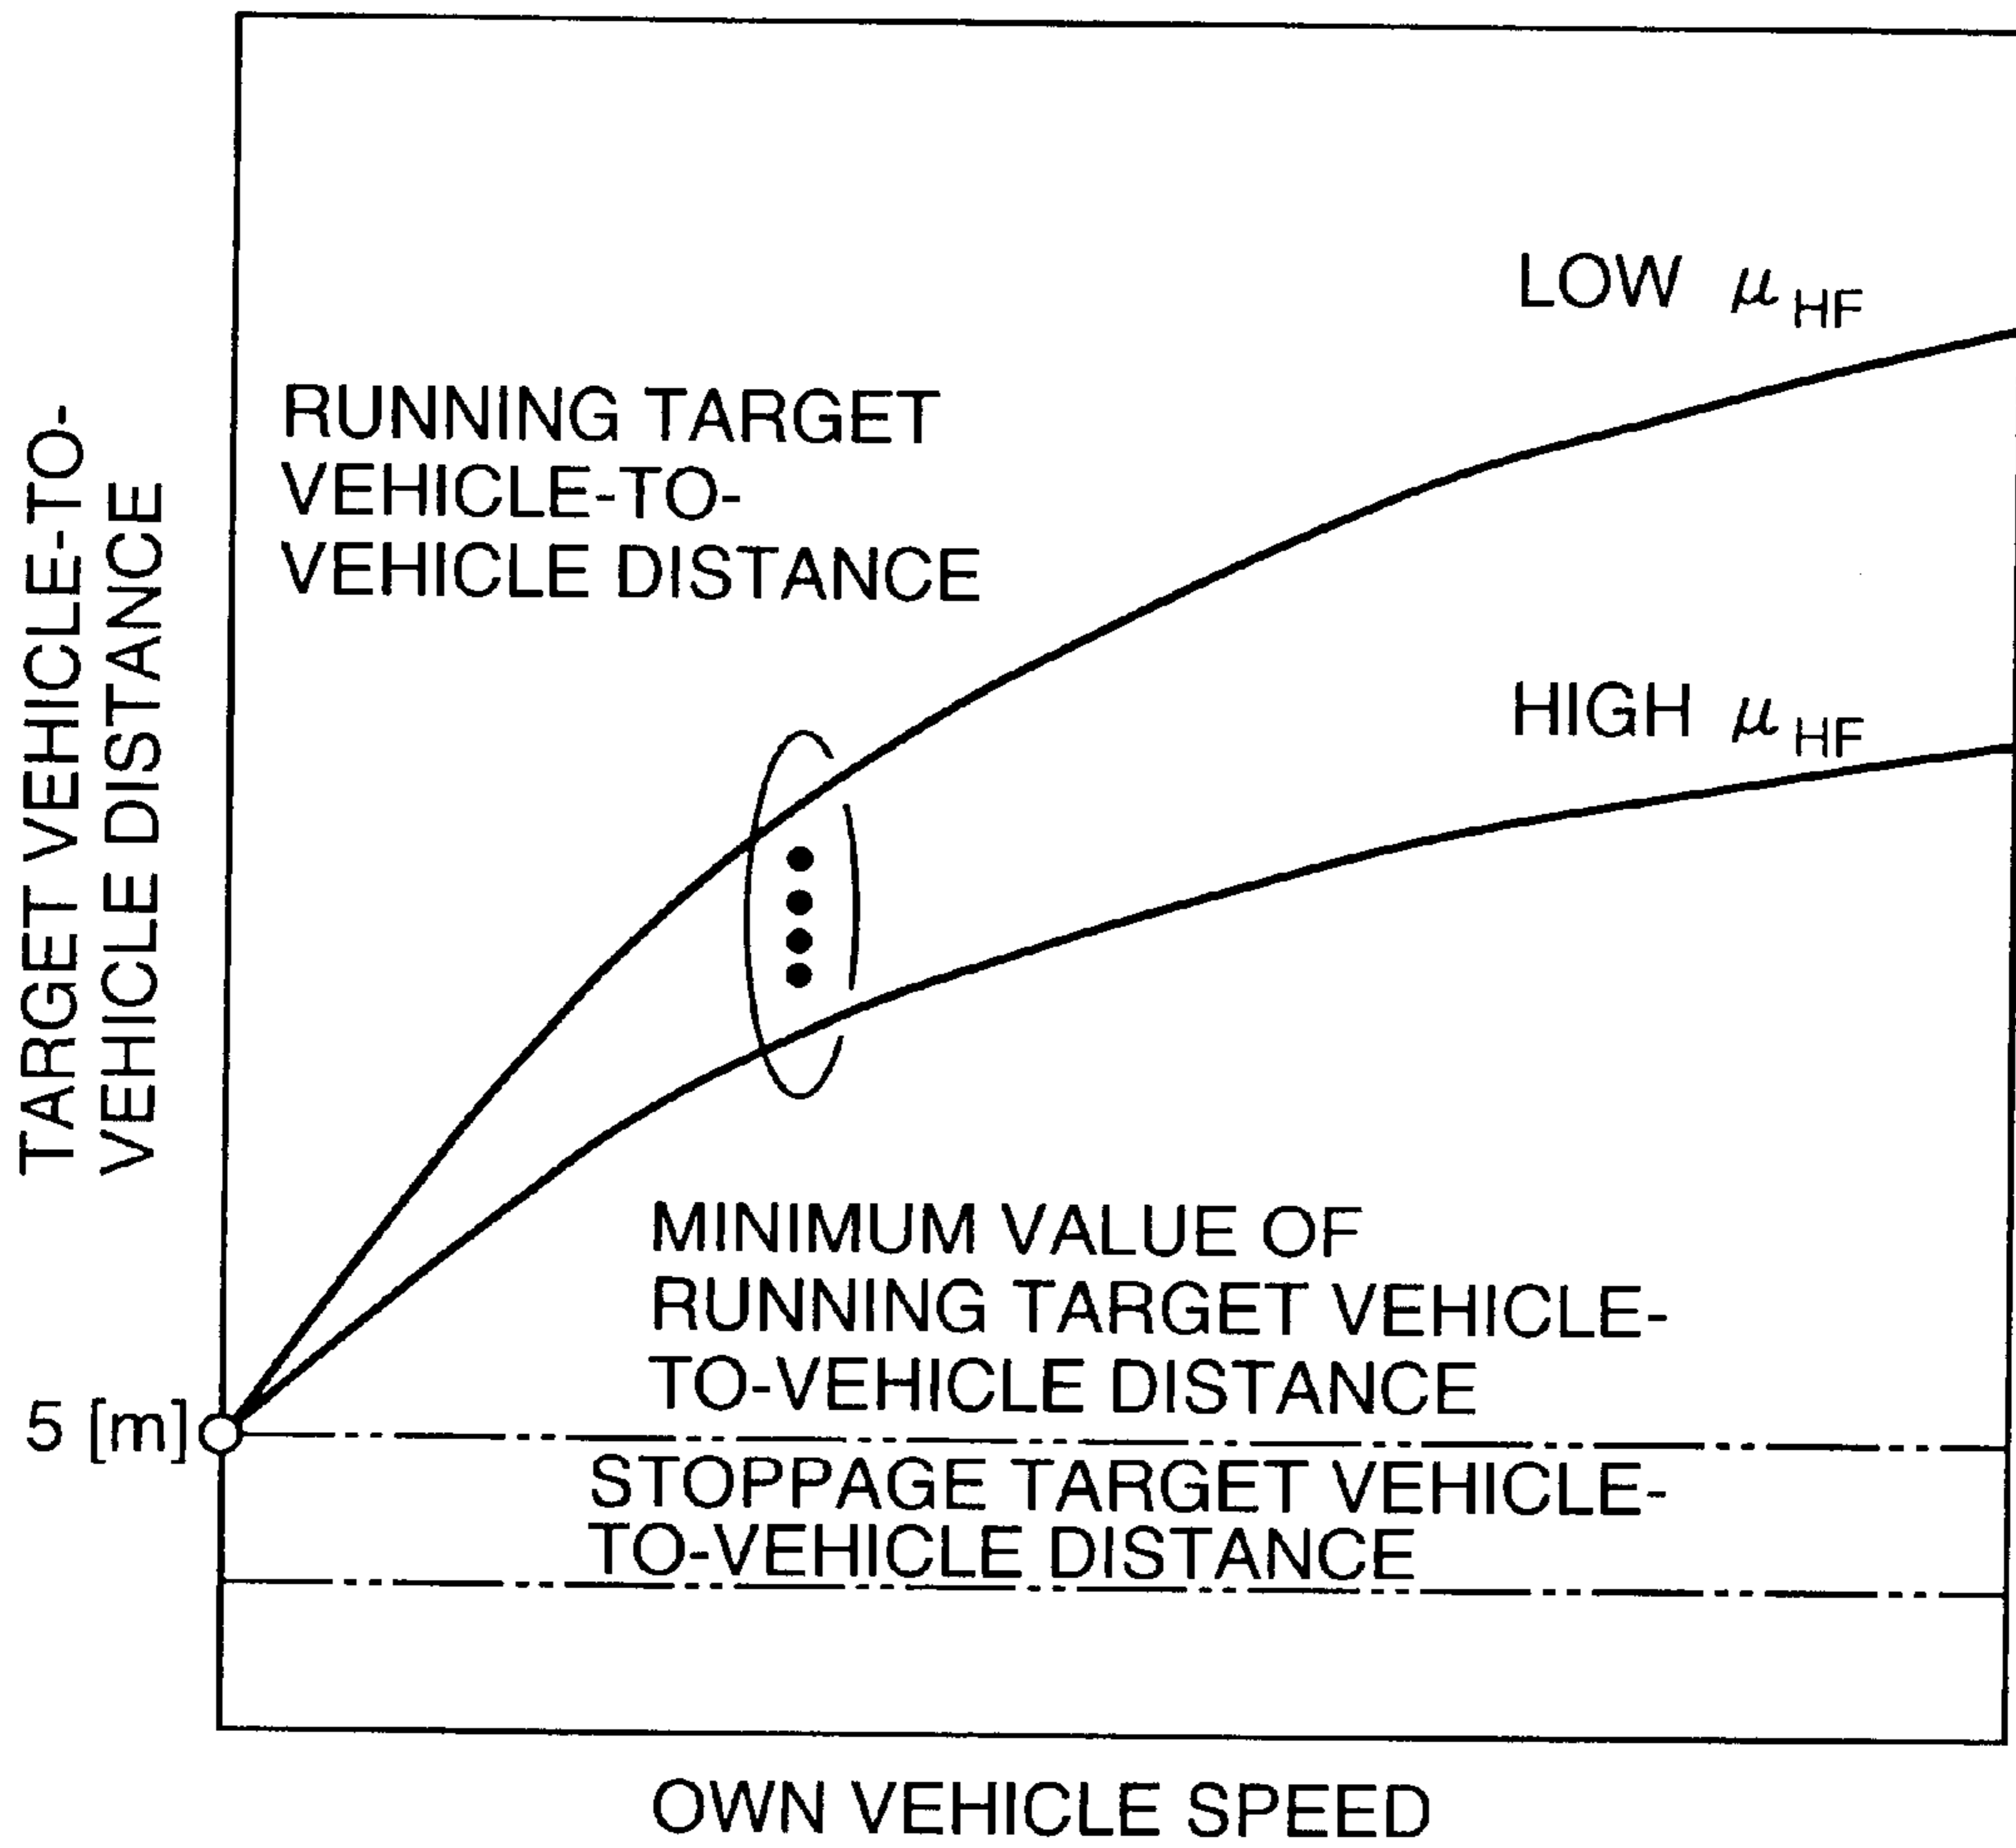 LOW μHF
RUNNING TARGET
VEHICLE-TO-
VEHICLE DISTANCE
TARGET VEHICLE-TO-
VEHICLE DISTANCE
HIGH μHF
MINIMUM VALUE OF
RUNNING TARGET VEHICLE-
TO-VEHICLE DISTANCE
5 [m]
STOPPAGE TARGET VEHICLE-
TO-VEHICLE DISTANCE
OWN VEHICLE SPEED